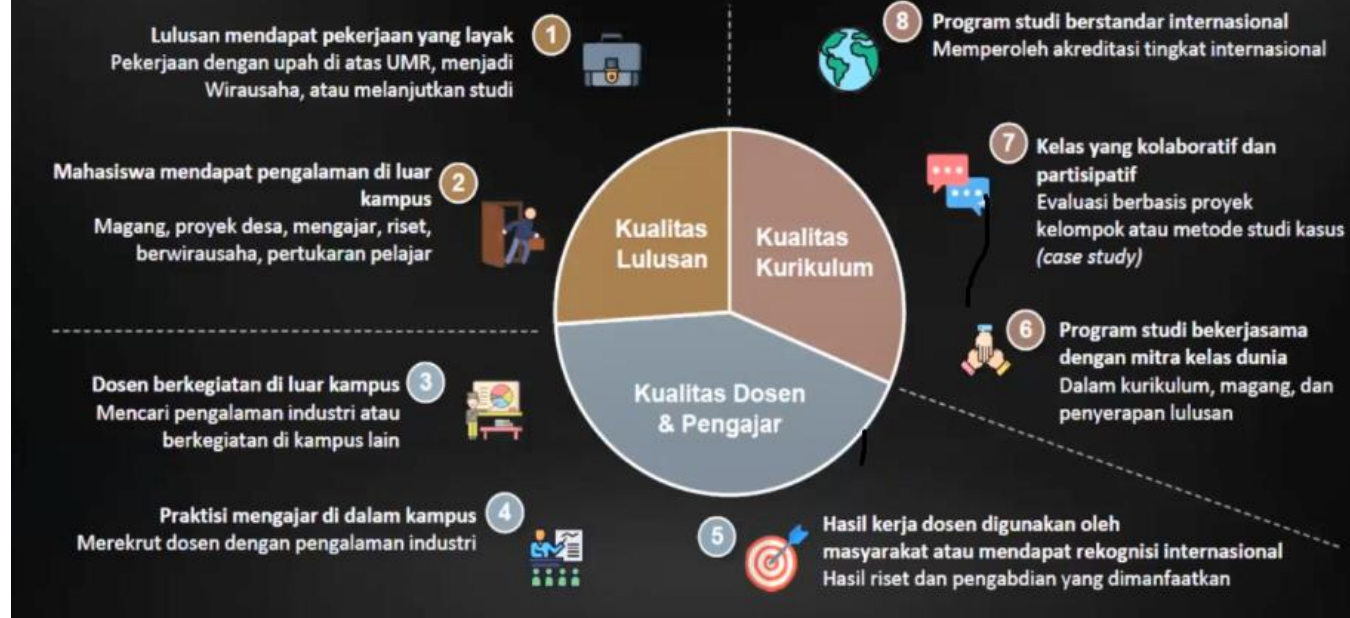 1
Lulusan mendapat pekerjaan yang layak
Pekerjaan dengan upah di atas UMR, menjadi
Wirausaha, atau melanjutkan studi
2
Mahasiswa mendapat pengalaman di luar
kampus
Magang, proyek desa, mengajar, riset,
berwirausaha, pertukaran pelajar
3
Dosen berkegiatan di luar kampus
Mencari pengalaman industri atau
berkegiatan di kampus lain
4
Praktisi mengajar di dalam kampus
Merekrut dosen dengan pengalaman industri
Kualitas
Lulusan
Kualitas
Kurikulum
Kualitas Dosen
& Pengajar
8
Program studi berstandar internasional
Memperoleh akreditasi tingkat internasional
7
Kelas yang kolaboratif dan
partisipatif
Evaluasi berbasis proyek
kelompok atau metode studi kasus
(case study)
6
Program studi bekerjasama
dengan mitra kelas dunia
Dalam kurikulum, magang, dan
penyerapan lulusan
5
Hasil kerja dosen digunakan oleh
masyarakat atau mendapat rekognisi internasional
Hasil riset dan pengabdian yang dimanfaatkan